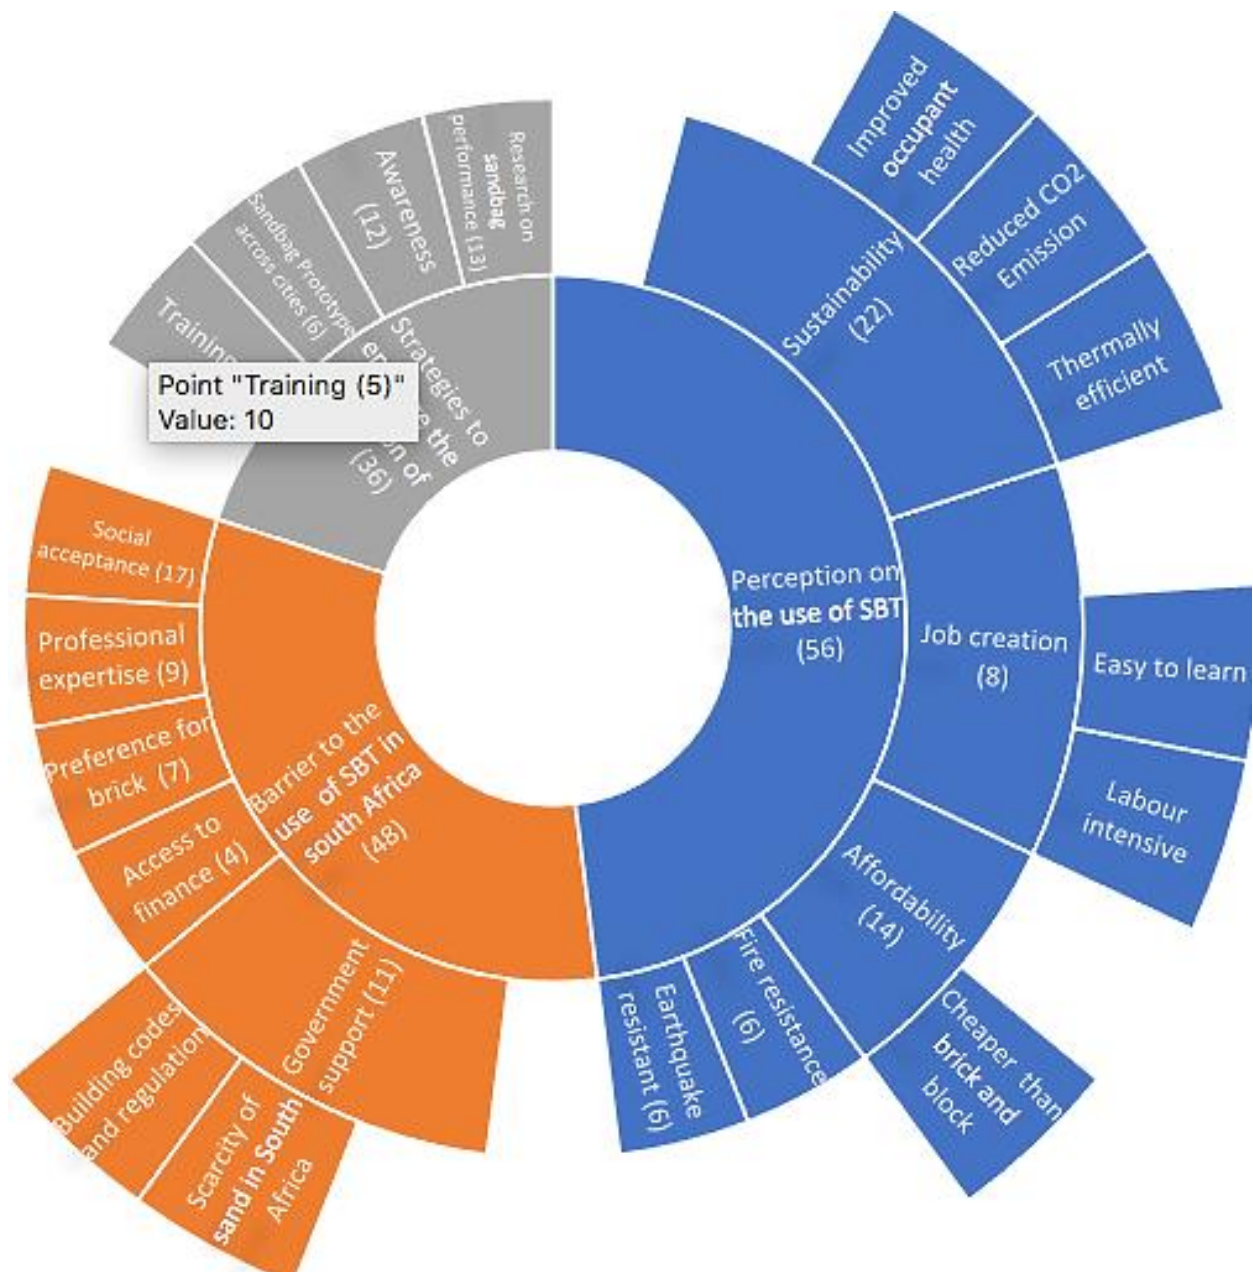 Improved
occupant
health
Reduced CO2
Emission
Thermally
efficient
Sustainability
(22)
Perception on
the use of SBT
(56)
Job creation
(8)
Easy to learn
Labour
intensive
Affordability
(14)
Cheaper than
brick and
block
Fire resistance
(6)
Earthquake
resistant (6)
Barrier to the
use of SBT in
south Africa
(48)
Government
support (11)
Scarcity of
sand in South
Africa
Building codes
and regulation
Access to
finance (4)
Preference for
brick (7)
Professional
expertise (9)
Social
acceptance (17)
Strategies to
the
of
(36)
Training
Sandbag Prototype
across cities (6)
Awareness
(12)
Research on
sandbag
performance (13)
Point "Training (5)"
Value: 10